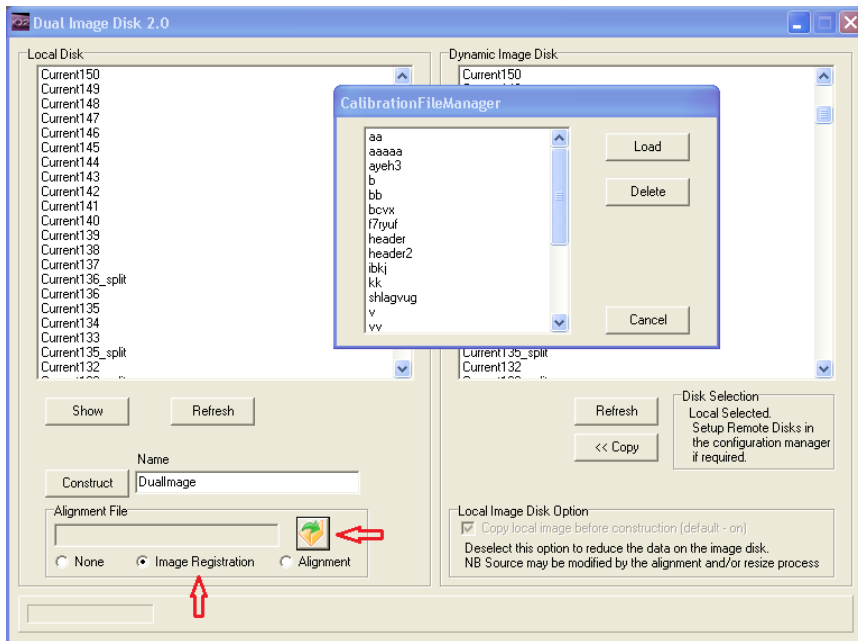 Dual Image Disk 2.0
Local Disk
Current150
Current149
Current148
Current147
Current146
Current145
Current144
Current143
Current142
Current141
Current140
Current139
Current138
Current137
Current136_split
Current136
Current135
Current134
Current133
Current135_split
Current132
Show
Refresh
Name
Construct
DualImage
Alignment File
None
Image Registration
Alignment
Dynamic Image Disk
Current150
CalibrationFileManager
aa
aaaaa
ayeh3
b
bb
bcvx
f7ryuf
header
header2
ibkj
kk
shlagvug
v
vv
Load
Delete
Cancel
Current135_split
Current132
Refresh
<< Copy
Disk Selection
Local Selected.
Setup Remote Disks in
the configuration manager
if required.
Local Image Disk Option
Copy local image before construction (default - on)
Deselect this option to reduce the data on the image disk.
NB Source may be modified by the alignment and/or resize process